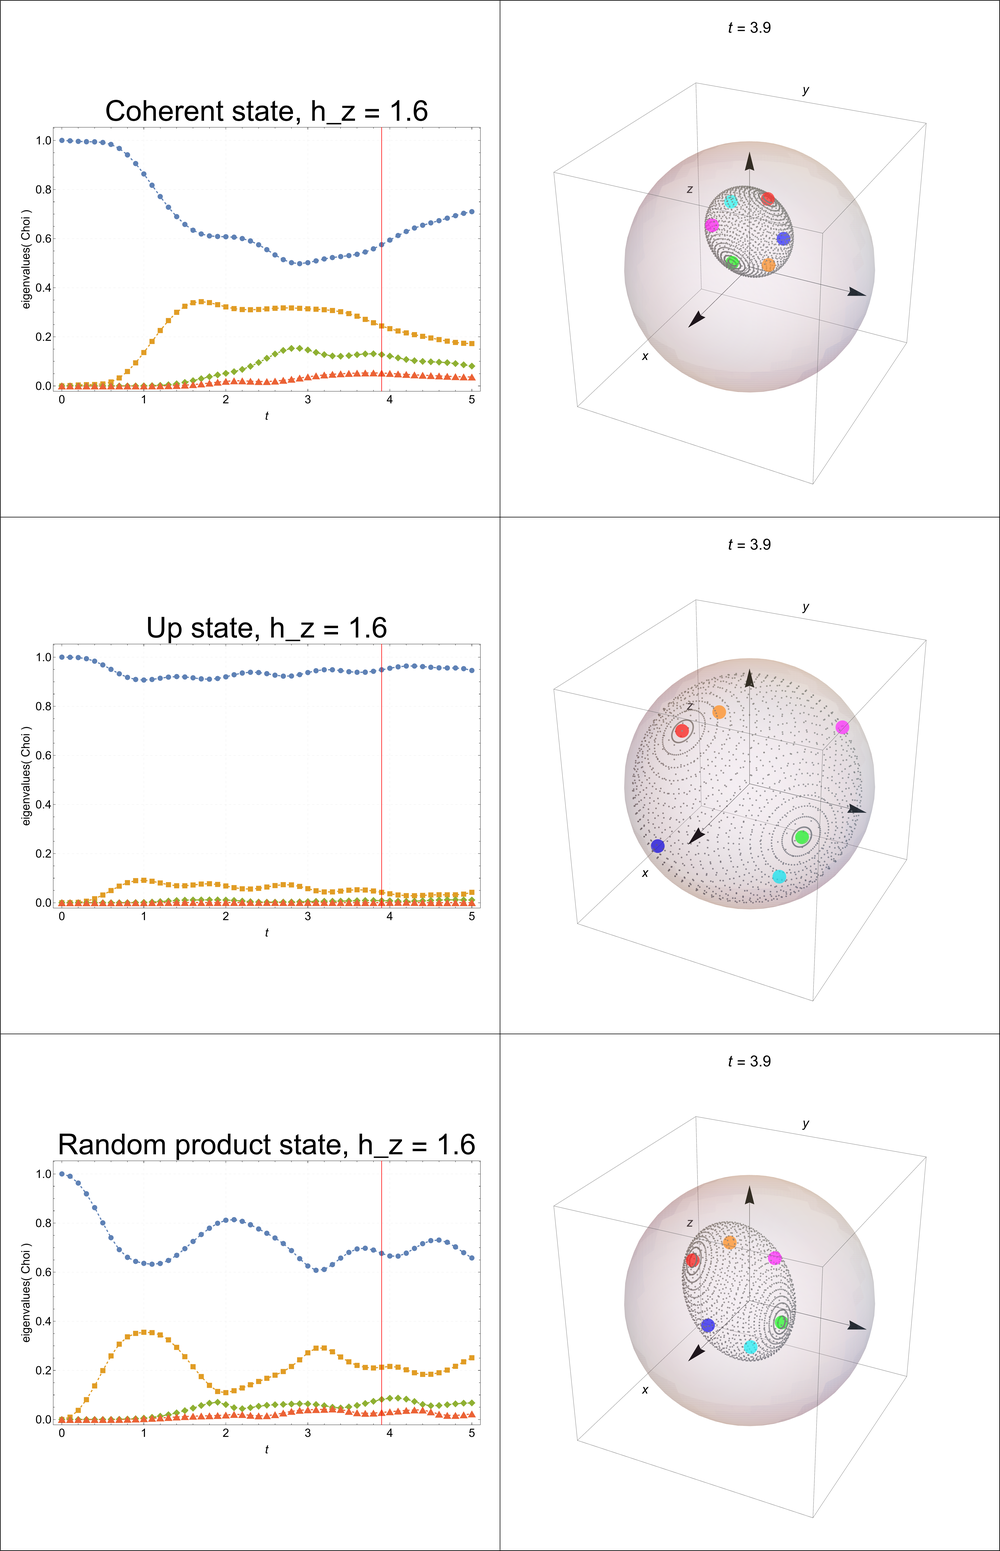 t = 3.9
y
Coherent state, h_z = 1.6
1.0
0.8
0.6
0.4
0.2
0.0
eigenvalues( Choi )
0 1 2 3 4 5
t
z
x
t = 3.9
y
Up state, h_z = 1.6
1.0
0.8
0.6
0.4
0.2
0.0
eigenvalues( Choi )
0 1 2 3 4 5
t
z
x
t = 3.9
y
Random product state, h_z = 1.6
1.0
0.8
0.6
0.4
0.2
0.0
eigenvalues( Choi )
0 1 2 3 4 5
t
z
x